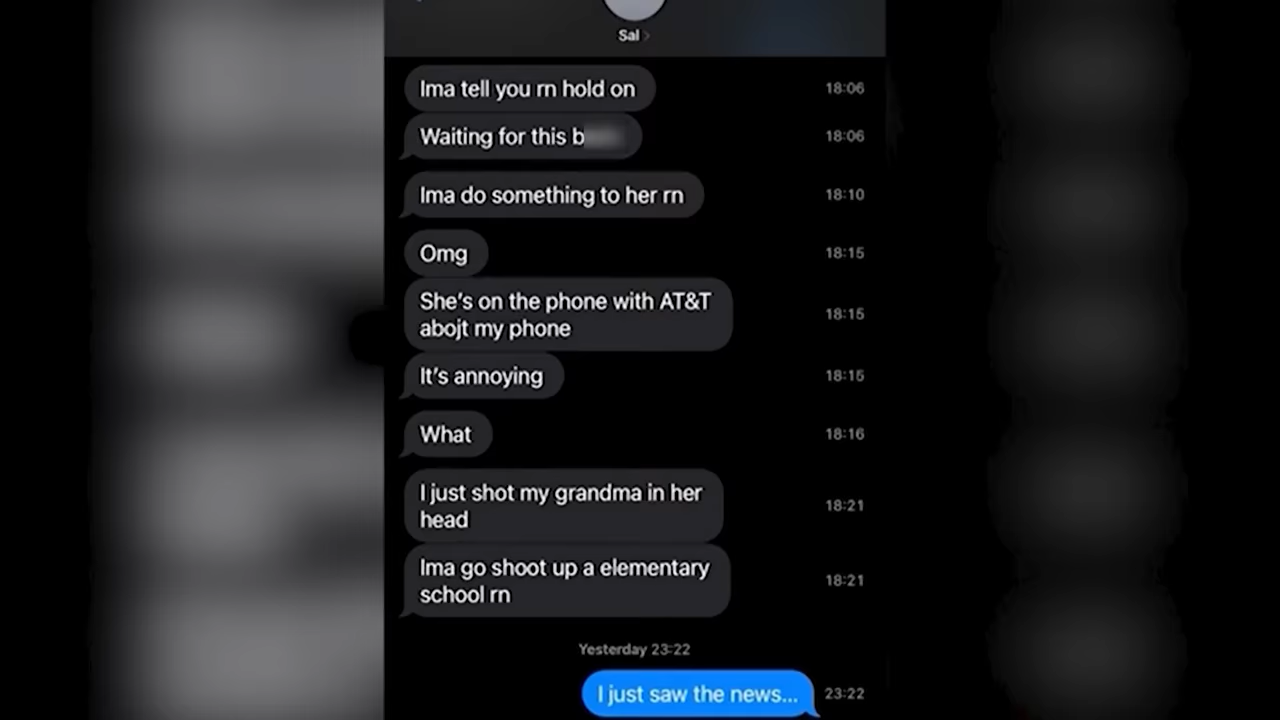 Sal
Ima tell you rn hold on
18:06
Waiting for this b
18:06
Ima do something to her rn
18:10
Omg
18:15
She's on the phone with AT&T
abojt my phone
18:15
It's annoying
18:15
What
18:16
I just shot my grandma in her
head
18:21
Ima go shoot up a elementary
school rn
18:21
Yesterday 23:22
I just saw the news...
23:22